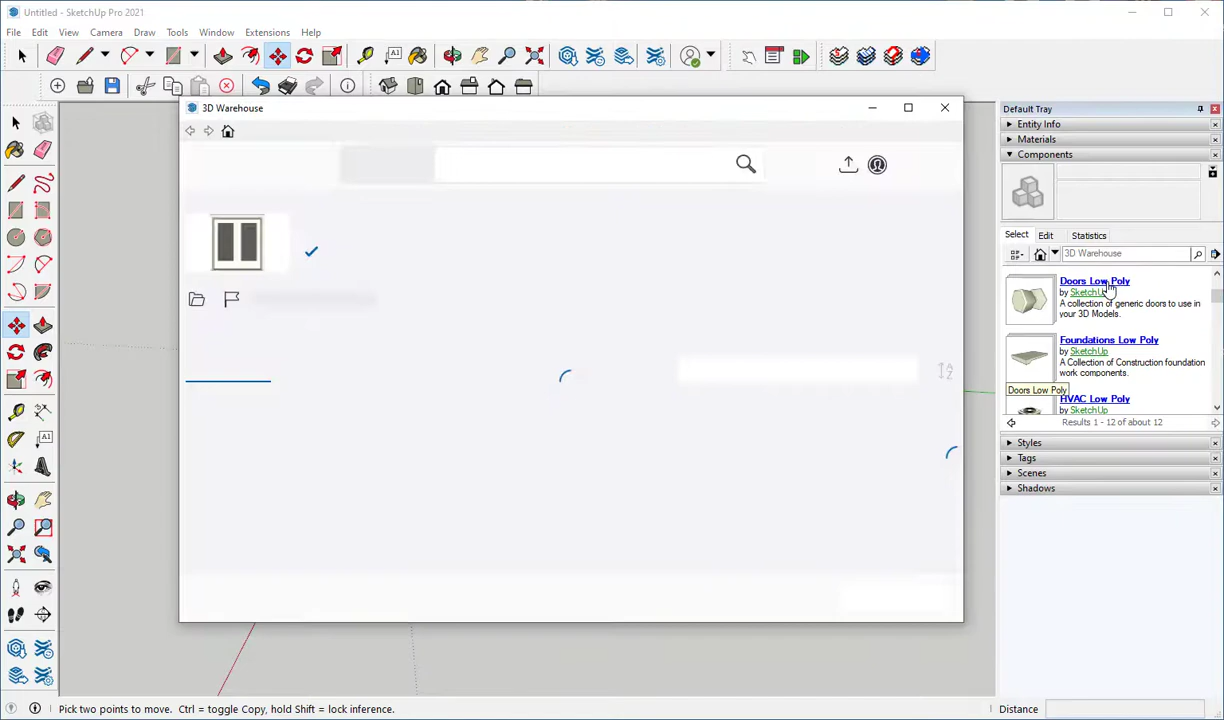 Untitled - SketchUp Pro 2021
File Edit View Camera Draw Tools Window Extensions Help
A1
3D Warehouse
Default Tray
Entity Info
Materials
Components
Select Edit Statistics
3D Warehouse
Doors Low Poly
by SketchU
A collection of generic doors to use in
your 3D Models.
Foundations Low Poly
by SketchUp
A Collection of Construction foundation
work components.
Doors Low Poly
HVAC Low Poly
by SketchUp
Results 1 - 12 of about 12
Styles
Tags
Scenes
Shadows
A1
A
Z
Pick two points to move. Ctrl = toggle Copy, hold Shift = lock inference.
Distance